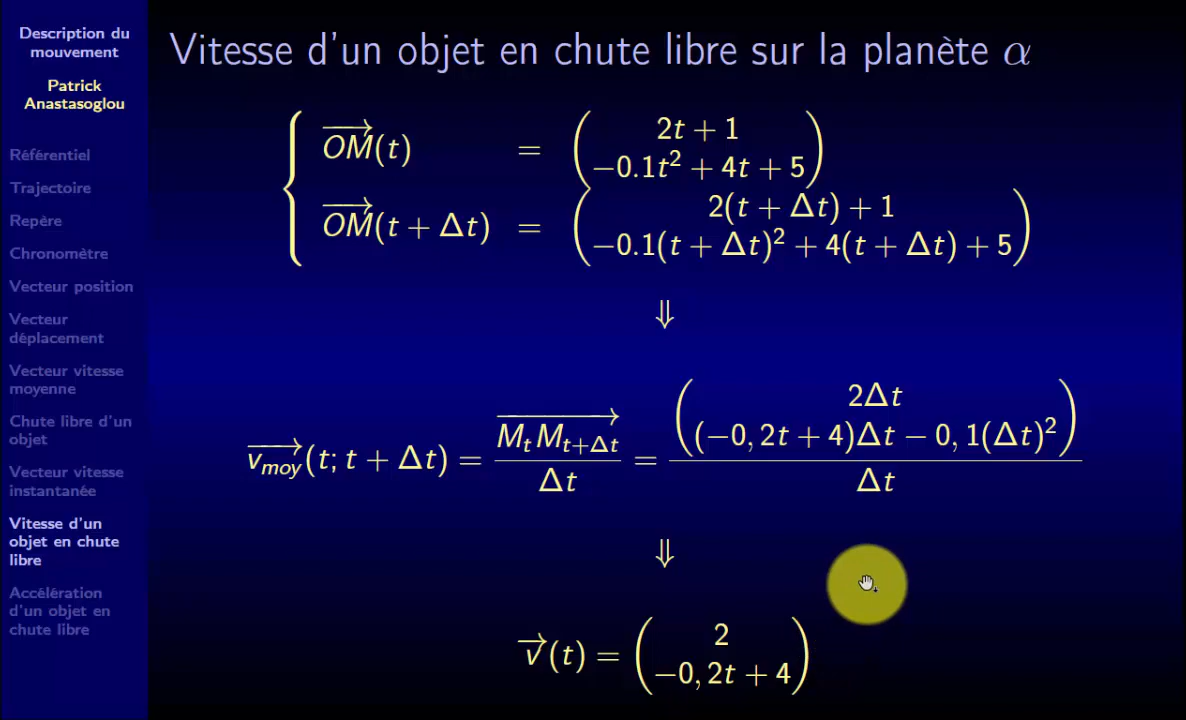 Description du
mouvement
Patrick
Anastasoglou
Référentiel
Trajectoire
Repère
Chronomètre
Vecteur position
Vecteur
déplacement
Vecteur vitesse
moyenne
Chute libre d'un
objet
Vecteur vitesse
instantanée
Vitesse d'un
objet en chute
libre
Accélération
d'un objet en
chute libre
Vitesse d'un objet en chute libre sur la planète α
OM(t) = (2t + 1
−0.1t² + 4t + 5)
OM(t + Δt) = (2(t + Δt) + 1
−0.1(t + Δt)² + 4(t + Δt) + 5)
⇓
v_moy(t; t + Δt) = M_t M_{t+Δt} / Δt = (2Δt
(−0, 2t + 4)Δt − 0, 1(Δt)²) / Δt
⇓
v(t) = (2
−0, 2t + 4)